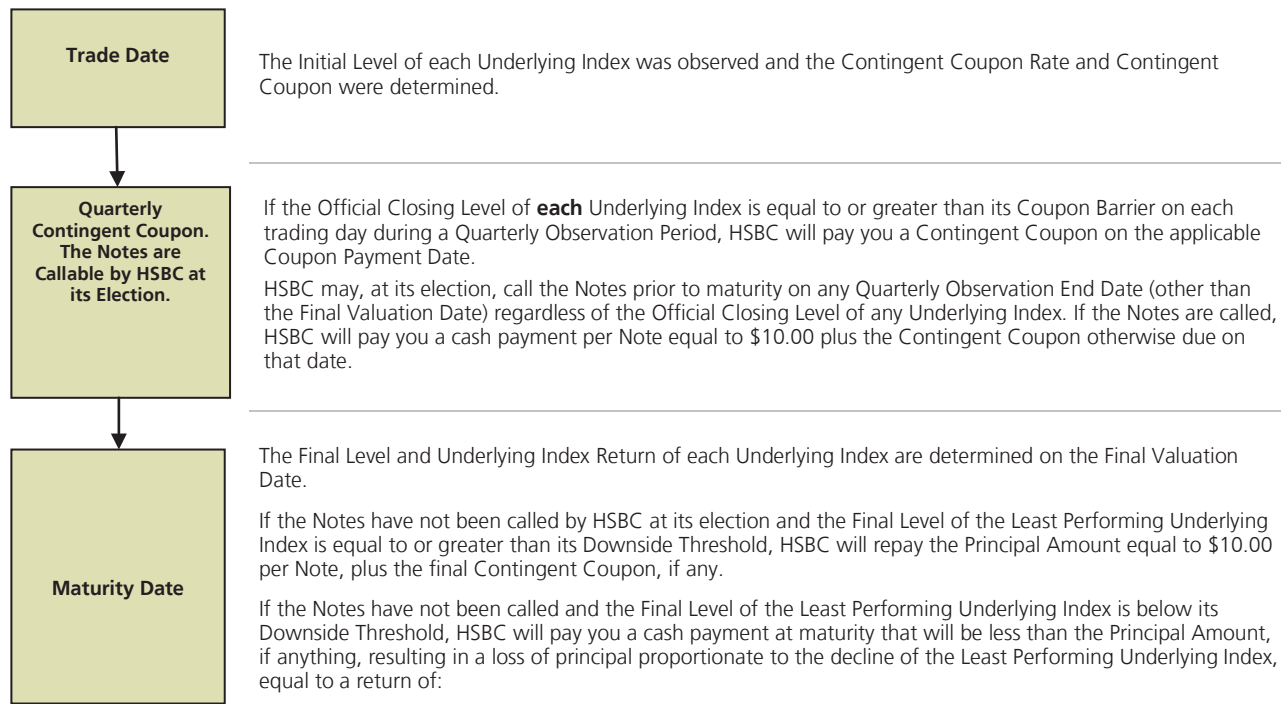 Trade Date
The Initial Level of each Underlying Index was observed and the Contingent Coupon Rate and Contingent
Coupon were determined.
Quarterly
Contingent Coupon.
The Notes are
Callable by HSBC at
its Election.
If the Official Closing Level of each Underlying Index is equal to or greater than its Coupon Barrier on each
trading day during a Quarterly Observation Period, HSBC will pay you a Contingent Coupon on the applicable
Coupon Payment Date.
HSBC may, at its election, call the Notes prior to maturity on any Quarterly Observation End Date (other than
the Final Valuation Date) regardless of the Official Closing Level of any Underlying Index. If the Notes are called,
HSBC will pay you a cash payment per Note equal to $10.00 plus the Contingent Coupon otherwise due on
that date.
Maturity Date
The Final Level and Underlying Index Return of each Underlying Index are determined on the Final Valuation
Date.
If the Notes have not been called by HSBC at its election and the Final Level of the Least Performing Underlying
Index is equal to or greater than its Downside Threshold, HSBC will repay the Principal Amount equal to $10.00
per Note, plus the final Contingent Coupon, if any.
If the Notes have not been called and the Final Level of the Least Performing Underlying Index is below its
Downside Threshold, HSBC will pay you a cash payment at maturity that will be less than the Principal Amount,
if anything, resulting in a loss of principal proportionate to the decline of the Least Performing Underlying Index,
equal to a return of: